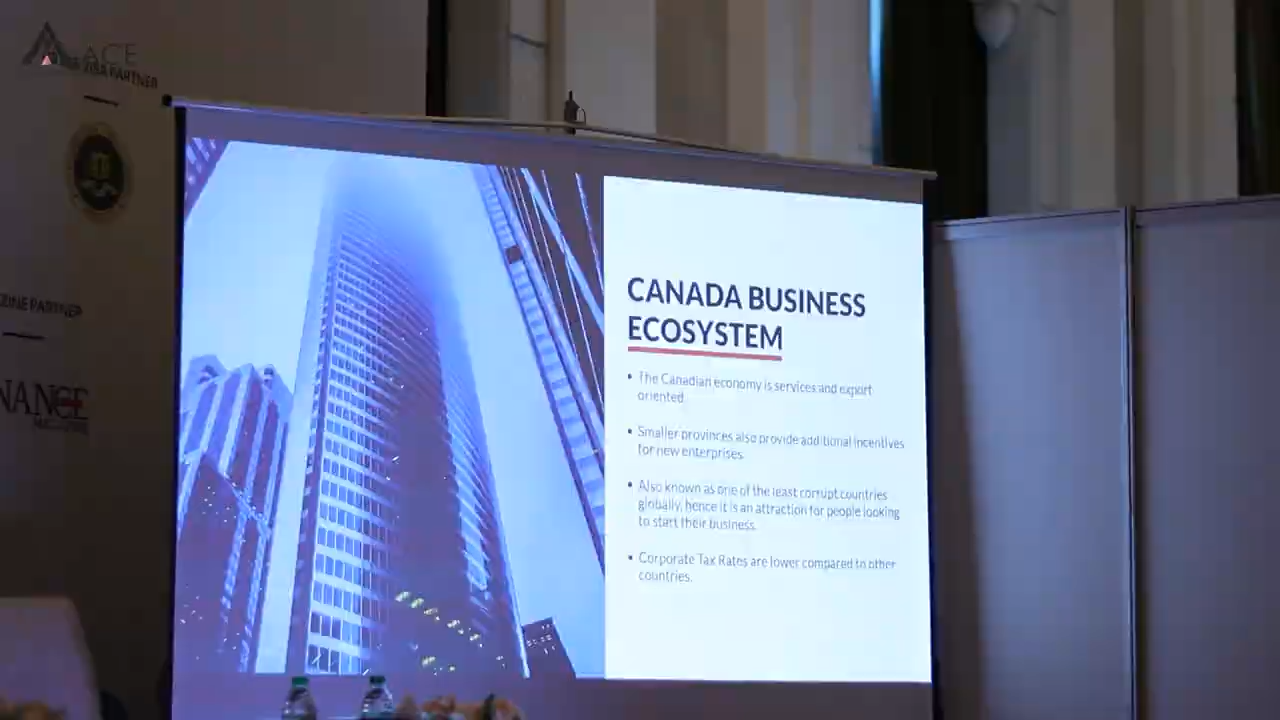 ACE
VISA PARTNER
ZINE PARTNER
NANCE
CANADA BUSINESS
ECOSYSTEM
• The Canadian economy is services and export
oriented.
• Smaller provinces also provide additional incentives
for new enterprises.
• Also known as one of the least corrupt countries
globally, hence it is an attraction for people looking
to start their business.
• Corporate Tax Rates are lower compared to other
countries.